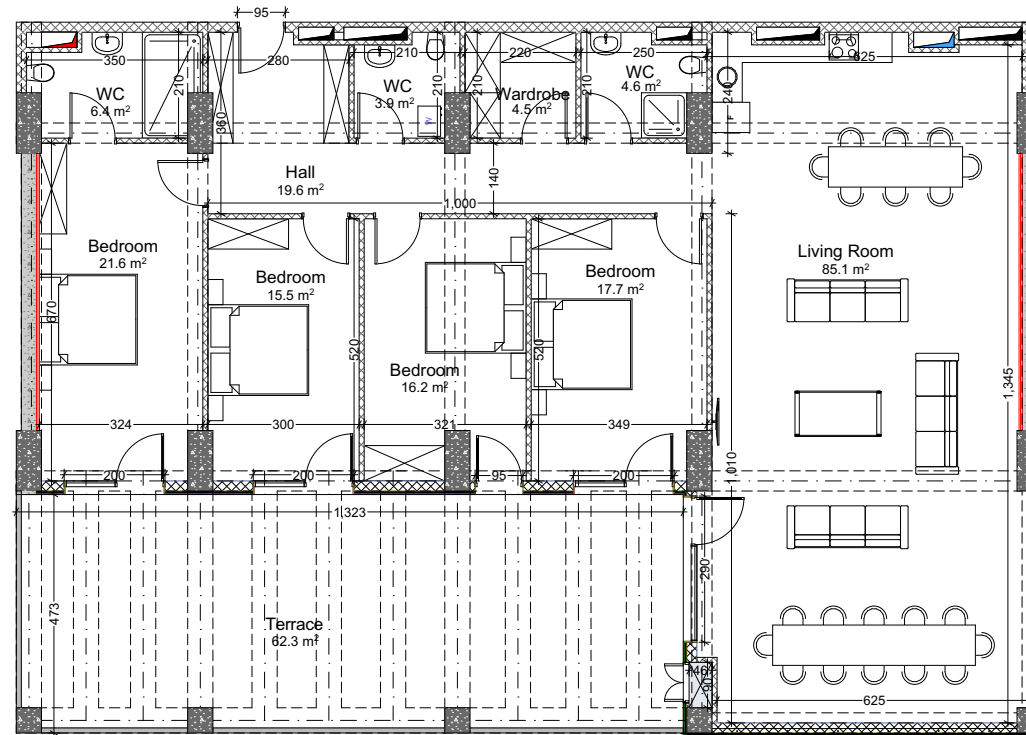 95
350
280
210
220
250
625
WC
6.4 m²
210
360
WC
3.9 m²
210
210
Wardrobe
4.5 m²
210
WC
4.6 m²
240
F
W
Hall
19.6 m²
140
1,000
Bedroom
21.6 m²
Bedroom
15.5 m²
Bedroom
16.2 m²
Bedroom
17.7 m²
Living Room
85.1 m²
670
520
520
1,345
324
300
321
349
200
200
95
200
1,010
1,323
473
290
Terrace
62.3 m²
46
90
625